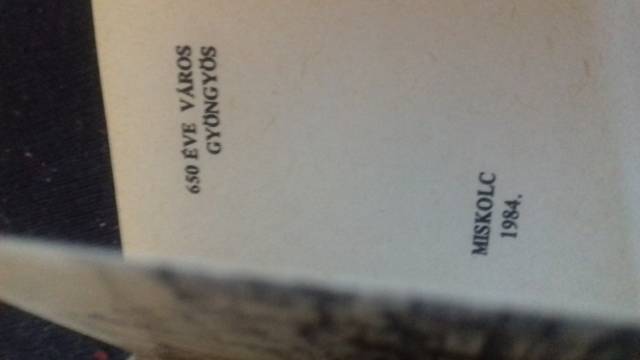 650 ÉVE VÁROS
GYÖNGYÖS
MISKOLC
1984.